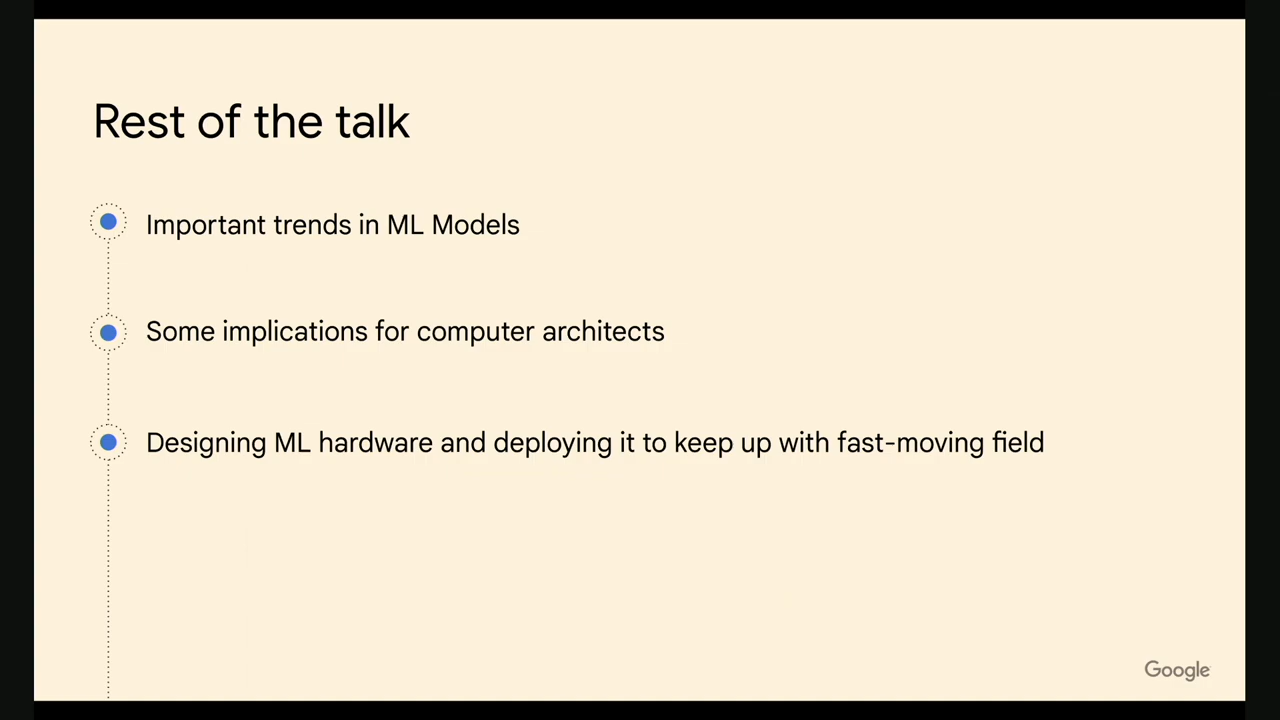 Rest of the talk
Important trends in ML Models
Some implications for computer architects
Designing ML hardware and deploying it to keep up with fast-moving field
Google